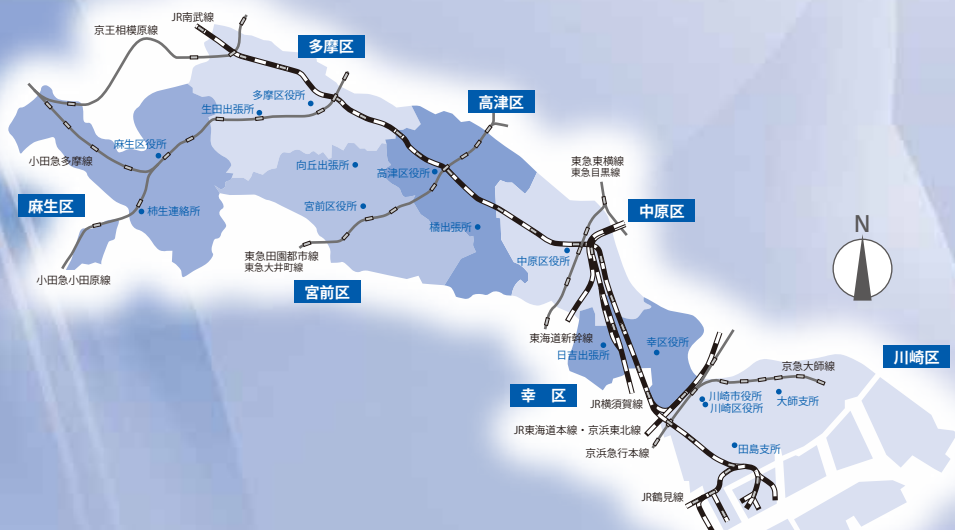 JR南武線
京王相模原線
多摩区
多摩区役所
生田出張所
高津区
麻生区役所
小田急多摩線
向丘出張所
高津区役所
東急東横線
東急目黒線
麻生区
柿生連絡所
宮前区役所
中原区
橘出張所
N
東急田園都市線
東急大井町線
中原区役所
小田急小田原線
宮前区
東海道新幹線
日吉出張所
幸区役所
川崎区
京急大師線
幸　区
JR横須賀線
川崎市役所
川崎区役所
大師支所
JR東海道本線・京浜東北線
京浜急行本線
田島支所
JR鶴見線